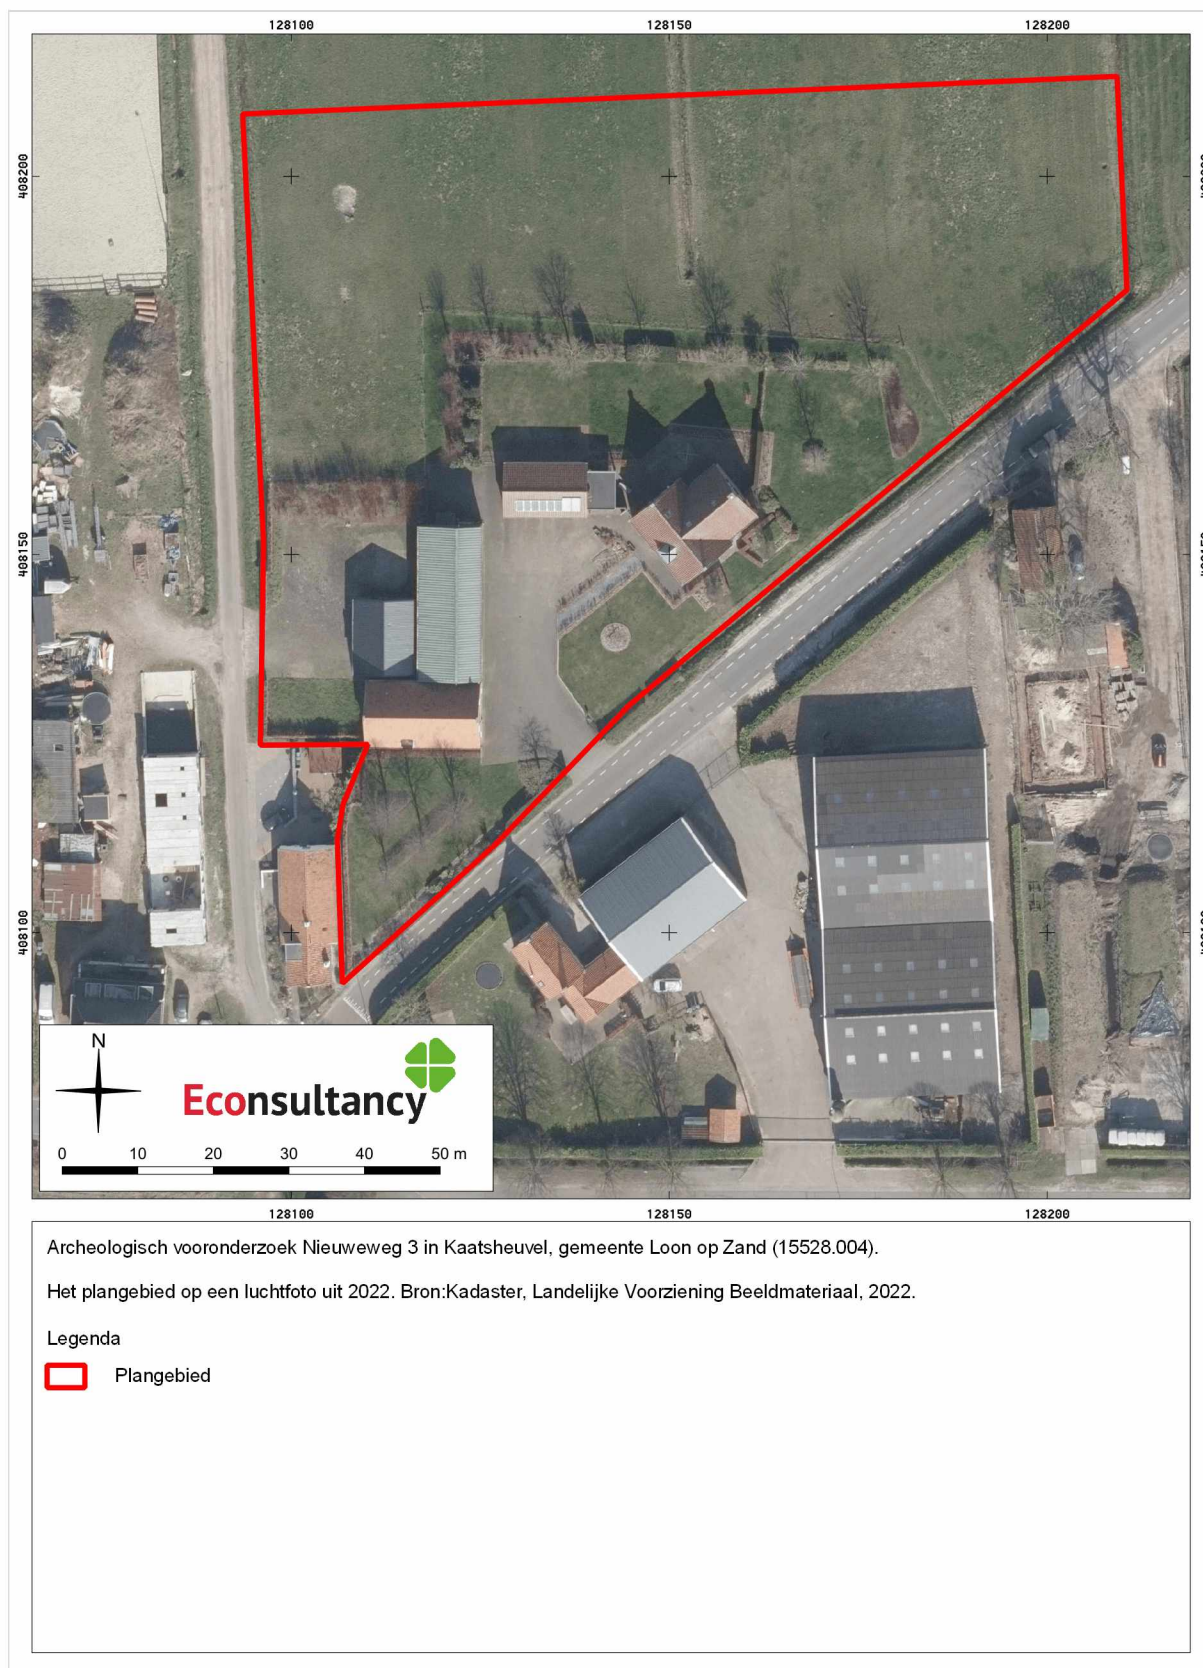 128100 128150 128200
408200
408150
408100
N
Econsultancy
0 10 20 30 40 50 m
128100 128150 128200
Archeologisch vooronderzoek Nieuweweg 3 in Kaatsheuvel, gemeente Loon op Zand (15528.004).
Het plangebied op een luchtfoto uit 2022. Bron:Kadaster, Landelijke Voorziening Beeldmateriaal, 2022.
Legenda
Plangebied